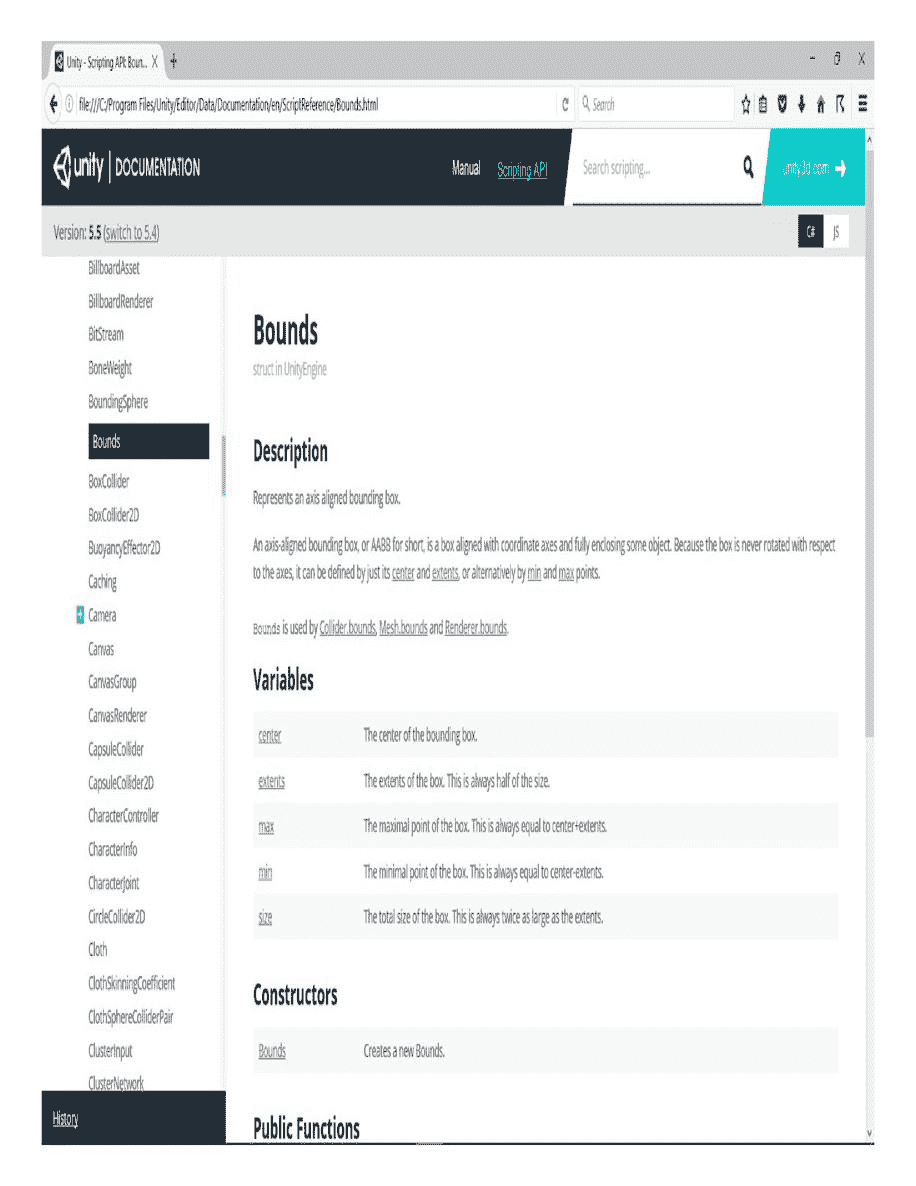 Unity - Scripting API: Boun... X +
file:///C:/Program Files/Unity/Editor/Data/Documentation/en/ScriptReference/Bounds.html Search
unity | DOCUMENTATION Manual Scripting API Search scripting... unity3d.com
Version: 5.5 (switch to 5.4) C# JS
BillboardAsset
BillboardRenderer
BitStream
BoneWeight
BoundingSphere
Bounds
BoxCollider
BoxCollider2D
BuoyancyEffector2D
Caching
Camera
Canvas
CanvasGroup
CanvasRenderer
CapsuleCollider
CapsuleCollider2D
CharacterController
CharacterInfo
CharacterJoint
CircleCollider2D
Cloth
ClothSkinningCoefficient
ClothSphereColliderPair
ClusterInput
ClusterNetwork
History
Bounds
struct in UnityEngine
Description
Represents an axis aligned bounding box.
An axis-aligned bounding box, or AABB for short, is a box aligned with coordinate axes and fully enclosing some object. Because the box is never rotated with respect
to the axes, it can be defined by just its center and extents, or alternatively by min and max points.
Bounds is used by Collider.bounds, Mesh.bounds and Renderer.bounds.
Variables
center The center of the bounding box.
extents The extents of the box. This is always half of the size.
max The maximal point of the box. This is always equal to center+extents.
min The minimal point of the box. This is always equal to center-extents.
size The total size of the box. This is always twice as large as the extents.
Constructors
Bounds Creates a new Bounds.
Public Functions